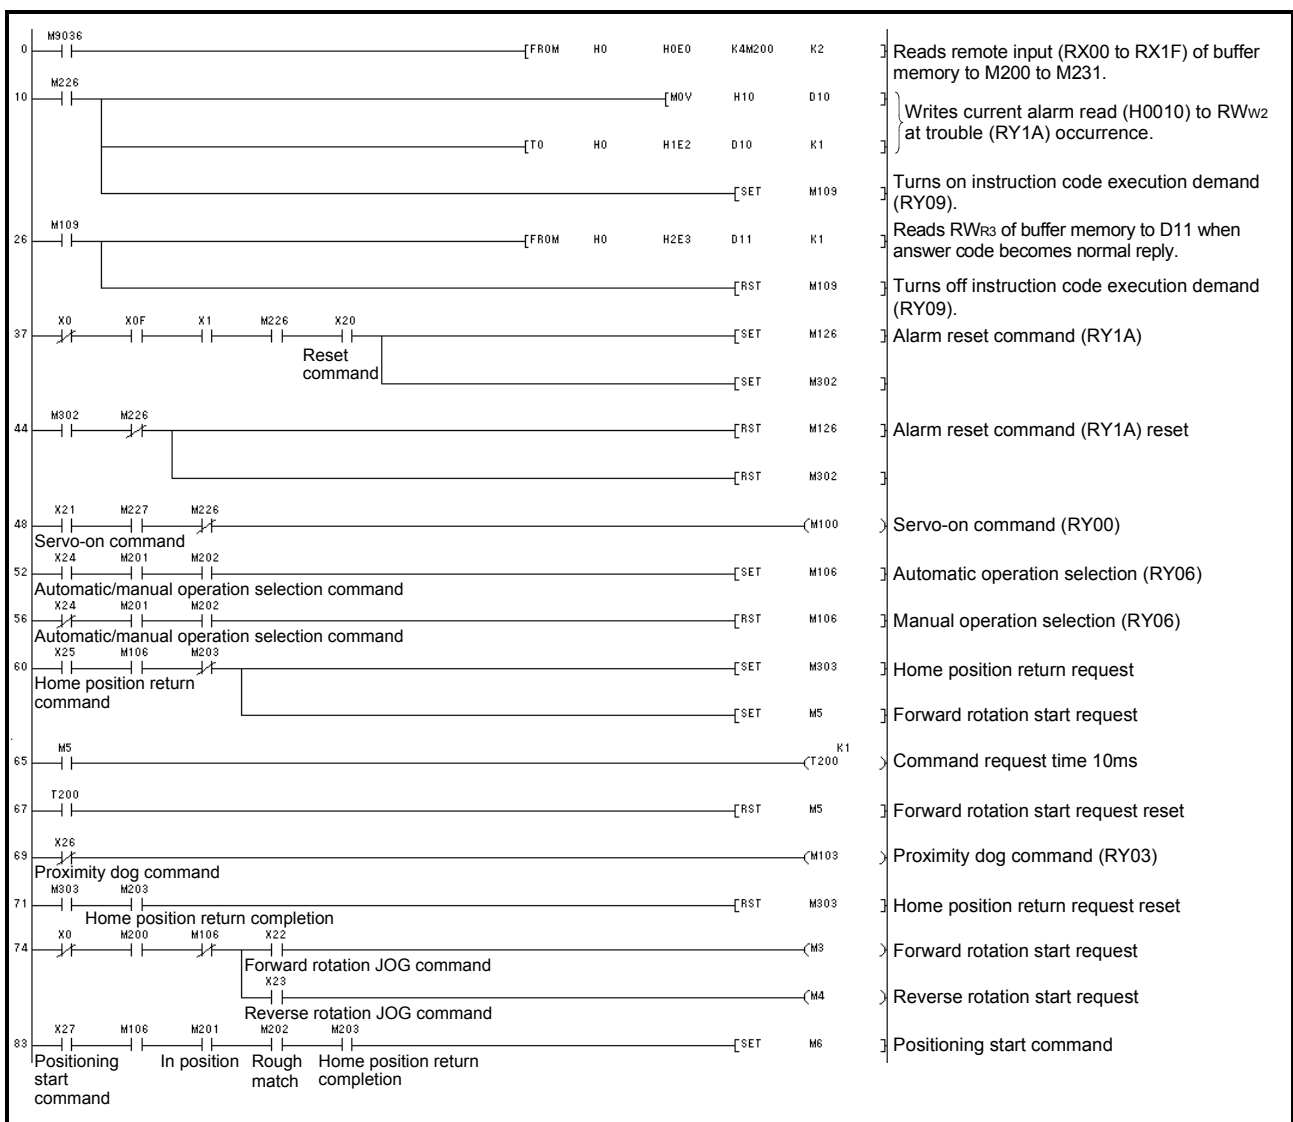 M9036
0 [FROM H0 H0E0 K4M200 K2 ] Reads remote input (RX00 to RX1F) of buffer
memory to M200 to M231.
M226
10 [MOV H10 D10 ] Writes current alarm read (H0010) to RWW2
at trouble (RY1A) occurrence.
[TO H0 H1E2 D10 K1 ]
[SET M109 ] Turns on instruction code execution demand
(RY09).
M109
26 [FROM H0 H2E3 D11 K1 ] Reads RWR3 of buffer memory to D11 when
answer code becomes normal reply.
[RST M109 ] Turns off instruction code execution demand
(RY09).
X0 X0F X1 M226 X20
37 [SET M126 ] Alarm reset command (RY1A)
Reset
command
[SET M302 ]
M302 M226
44 [RST M126 ] Alarm reset command (RY1A) reset
[RST M302 ]
X21 M227 M226
48 (M100 ) Servo-on command (RY00)
Servo-on command
X24 M201 M202
52 [SET M106 ] Automatic operation selection (RY06)
Automatic/manual operation selection command
X24 M201 M202
56 [RST M106 ] Manual operation selection (RY06)
Automatic/manual operation selection command
X25 M106 M203
60 [SET M303 ] Home position return request
Home position return
command
[SET M5 ] Forward rotation start request
M5 K1
65 (T200 ) Command request time 10ms
T200
67 [RST M5 ] Forward rotation start request reset
X26
69 (M103 ) Proximity dog command (RY03)
Proximity dog command
M303 M203
71 [RST M303 ] Home position return request reset
Home position return completion
X0 M200 M106 X22
74 (M3 ) Forward rotation start request
Forward rotation JOG command
X23
(M4 ) Reverse rotation start request
Reverse rotation JOG command
X27 M106 M201 M202 M203
83 [SET M6 ] Positioning start command
Positioning In position Rough Home position return
start match completion
command